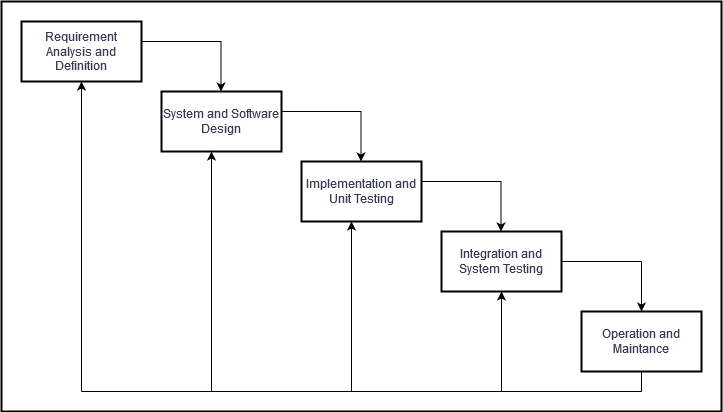 Requirement
Analysis and
Definition
System and Software
Design
Implementation and
Unit Testing
Integration and
System Testing
Operation and
Maintance